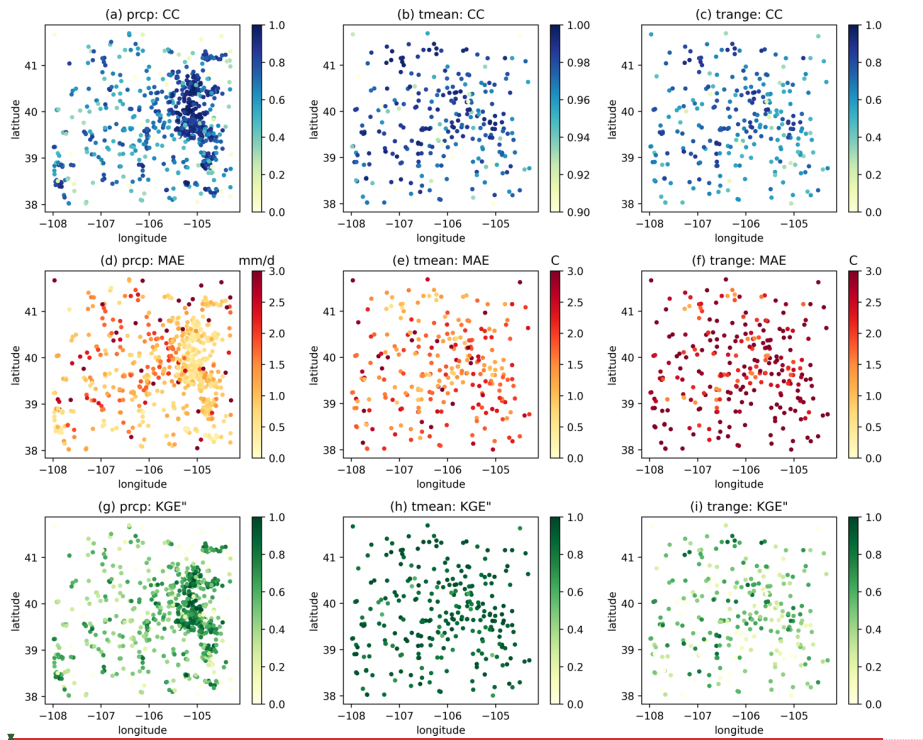 (a) prcp: CC
(b) tmean: CC
(c) trange: CC
1.0 0.8 0.6 0.4 0.2 0.0
1.00 0.98 0.96 0.94 0.92 0.90
1.0 0.8 0.6 0.4 0.2 0.0
latitude 41 40 39 38
latitude 41 40 39 38
latitude 41 40 39 38
−108 −107 −106 −105
−108 −107 −106 −105
−108 −107 −106 −105
longitude
longitude
longitude
(d) prcp: MAE mm/d
(e) tmean: MAE C
(f) trange: MAE C
3.0 2.5 2.0 1.5 1.0 0.5 0.0
3.0 2.5 2.0 1.5 1.0 0.5 0.0
3.0 2.5 2.0 1.5 1.0 0.5 0.0
latitude 41 40 39 38
latitude 41 40 39 38
latitude 41 40 39 38
−108 −107 −106 −105
−108 −107 −106 −105
−108 −107 −106 −105
longitude
longitude
longitude
(g) prcp: KGE"
(h) tmean: KGE"
(i) trange: KGE"
1.0 0.8 0.6 0.4 0.2 0.0
1.0 0.8 0.6 0.4 0.2 0.0
1.0 0.8 0.6 0.4 0.2 0.0
latitude 41 40 39 38
latitude 41 40 39 38
latitude 41 40 39 38
−108 −107 −106 −105
−108 −107 −106 −105
−108 −107 −106 −105
longitude
longitude
longitude